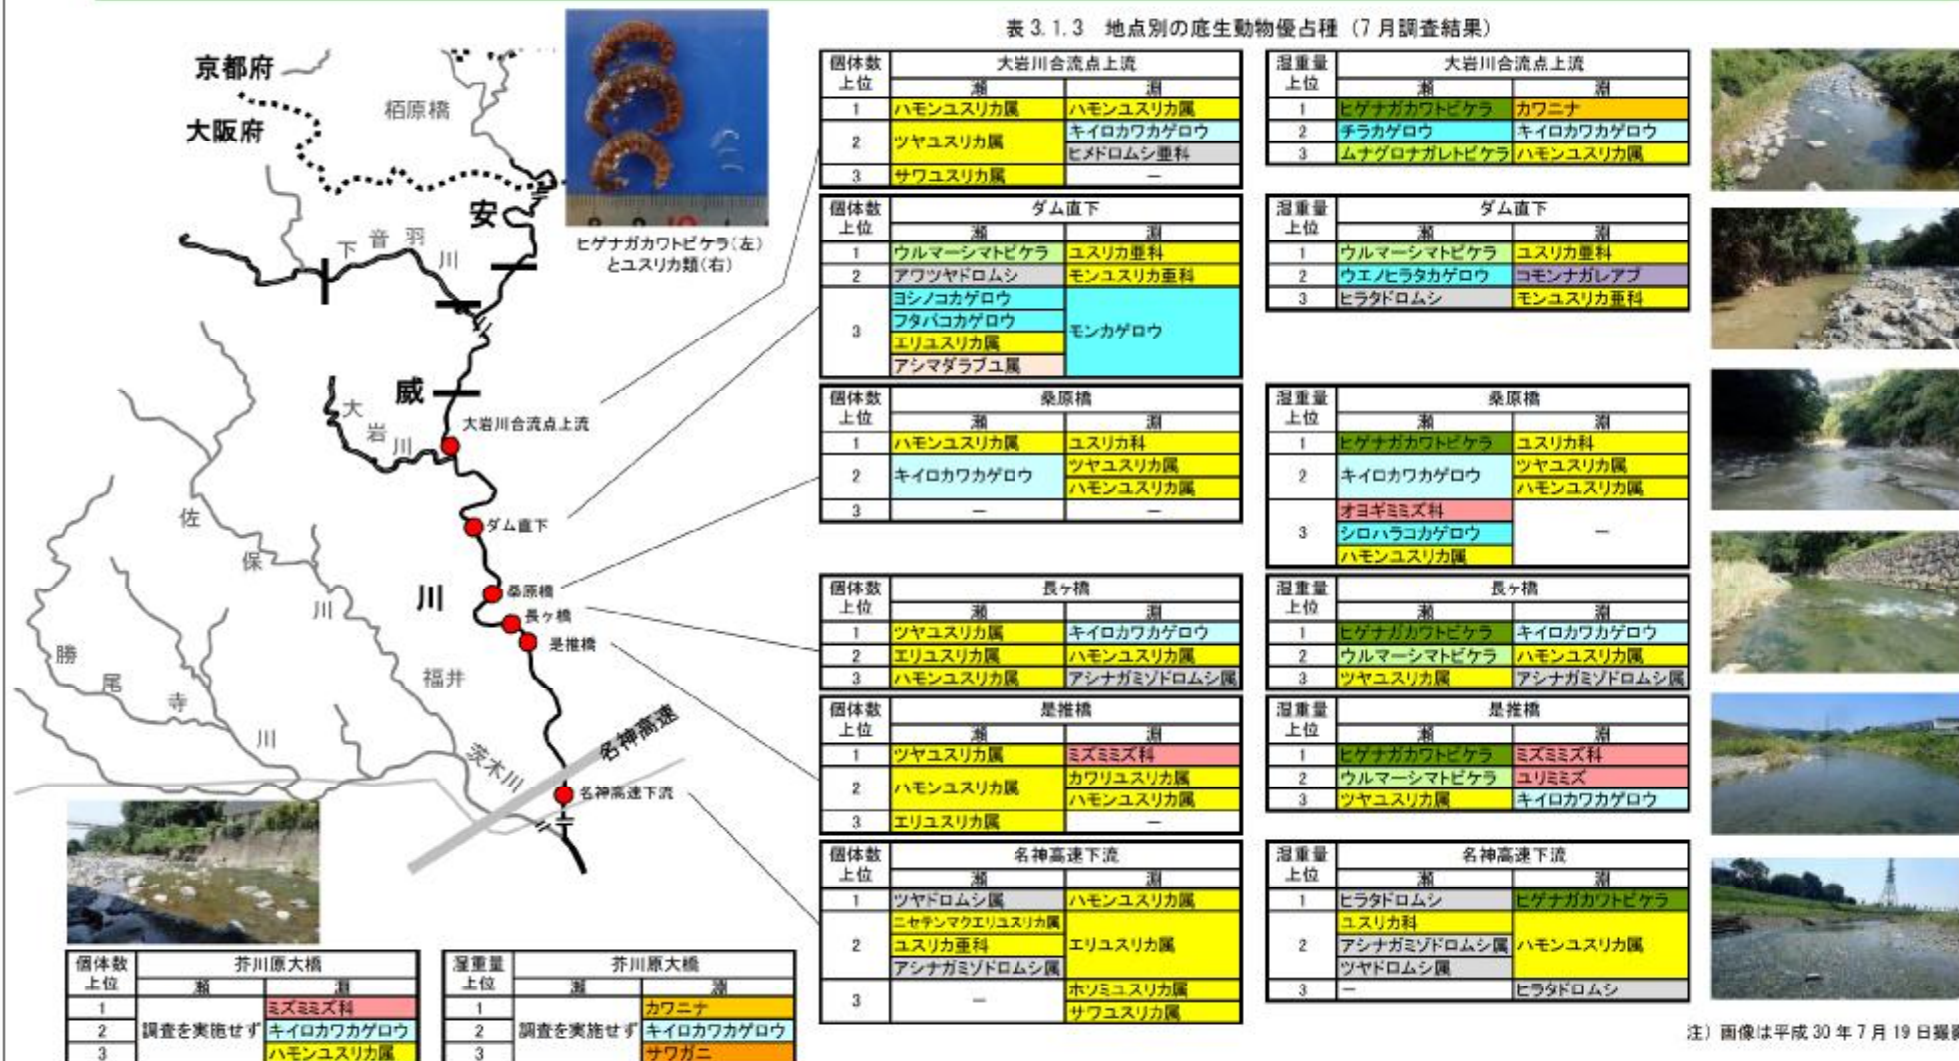 表 3.1.3 地点別の底生動物優占種 (7月調査結果)
京都府
大阪府
栢原橋
安
威
川
下音羽川
大岩川
佐保川
勝尾寺川
福井
茨木川
名神高速
大岩川合流点上流
ダム直下
桑原橋
長ヶ橋
是推橋
名神高速下流
ヒゲナガカワトビケラ(左)
とユスリカ類(右)
個体数上位 大岩川合流点上流
瀬 淵
1 ハモンユスリカ属 ハモンユスリカ属
2 ツヤユスリカ属 キイロカワカゲロウ
ヒメドロムシ亜科
3 サワユスリカ属 －
湿重量上位 大岩川合流点上流
瀬 淵
1 ヒゲナガカワトビケラ カワニナ
2 チラカゲロウ キイロカワカゲロウ
3 ムナグロナガレトビケラ ハモンユスリカ属
個体数上位 ダム直下
瀬 淵
1 ウルマーシマトビケラ ユスリカ亜科
2 アワツヤドロムシ モンユスリカ亜科
3 ヨシノコカゲロウ モンカゲロウ
フタバコカゲロウ
エリユスリカ属
アシマダラブユ属
湿重量上位 ダム直下
瀬 淵
1 ウルマーシマトビケラ ユスリカ亜科
2 ウエノヒラタカゲロウ コモンナガレアブ
3 ヒラタドロムシ モンユスリカ亜科
個体数上位 桑原橋
瀬 淵
1 ハモンユスリカ属 ユスリカ科
2 キイロカワカゲロウ ツヤユスリカ属
ハモンユスリカ属
3 － －
湿重量上位 桑原橋
瀬 淵
1 ヒゲナガカワトビケラ ユスリカ科
2 キイロカワカゲロウ ツヤユスリカ属
ハモンユスリカ属
3 オヨギミミズ科 －
シロハラコカゲロウ
ハモンユスリカ属
個体数上位 長ヶ橋
瀬 淵
1 ツヤユスリカ属 キイロカワカゲロウ
2 エリユスリカ属 ハモンユスリカ属
3 ハモンユスリカ属 アシナガミゾドロムシ属
湿重量上位 長ヶ橋
瀬 淵
1 ヒゲナガカワトビケラ キイロカワカゲロウ
2 ウルマーシマトビケラ ハモンユスリカ属
3 ツヤユスリカ属 アシナガミゾドロムシ属
個体数上位 是推橋
瀬 淵
1 ツヤユスリカ属 ミズミミズ科
2 ハモンユスリカ属 カワリユスリカ属
ハモンユスリカ属
3 エリユスリカ属 －
湿重量上位 是推橋
瀬 淵
1 ヒゲナガカワトビケラ ミズミミズ科
2 ウルマーシマトビケラ ユリミミズ
3 ツヤユスリカ属 キイロカワカゲロウ
個体数上位 名神高速下流
瀬 淵
1 ツヤドロムシ属 ハモンユスリカ属
2 ニセテンマクエリユスリカ属 エリユスリカ属
ユスリカ亜科
アシナガミゾドロムシ属
3 － ホソミユスリカ属
サワユスリカ属
湿重量上位 名神高速下流
瀬 淵
1 ヒラタドロムシ ヒゲナガカワトビケラ
2 ユスリカ科 ハモンユスリカ属
アシナガミゾドロムシ属
ツヤドロムシ属
3 － ヒラタドロムシ
個体数上位 芥川原大橋
瀬 淵
1 調査を実施せず ミズミミズ科
2 キイロカワカゲロウ
3 ハモンユスリカ属
湿重量上位 芥川原大橋
瀬 淵
1 調査を実施せず カワニナ
2 キイロカワカゲロウ
3 サワガニ
注）画像は平成30年7月19日撮